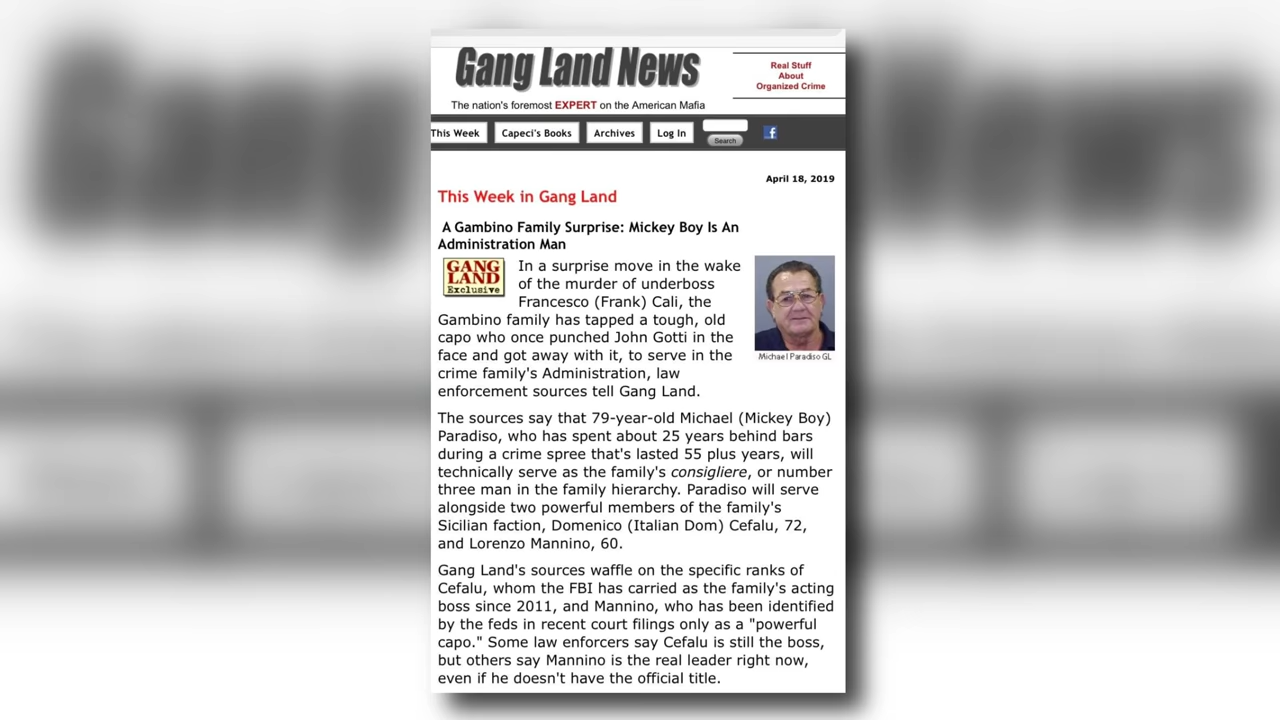 Gang Land News
Real Stuff
About
Organized Crime
The nation's foremost EXPERT on the American Mafia
This Week
Capeci's Books
Archives
Log In
Search
f
April 18, 2019
This Week in Gang Land
A Gambino Family Surprise: Mickey Boy Is An
Administration Man
GANG
LAND
Exclusive
In a surprise move in the wake
of the murder of underboss
Francesco (Frank) Cali, the
Gambino family has tapped a tough, old
capo who once punched John Gotti in the
face and got away with it, to serve in the
crime family's Administration, law
enforcement sources tell Gang Land.
Michael Paradiso GL
The sources say that 79-year-old Michael (Mickey Boy)
Paradiso, who has spent about 25 years behind bars
during a crime spree that's lasted 55 plus years, will
technically serve as the family's consigliere, or number
three man in the family hierarchy. Paradiso will serve
alongside two powerful members of the family's
Sicilian faction, Domenico (Italian Dom) Cefalu, 72,
and Lorenzo Mannino, 60.
Gang Land's sources waffle on the specific ranks of
Cefalu, whom the FBI has carried as the family's acting
boss since 2011, and Mannino, who has been identified
by the feds in recent court filings only as a "powerful
capo." Some law enforcers say Cefalu is still the boss,
but others say Mannino is the real leader right now,
even if he doesn't have the official title.